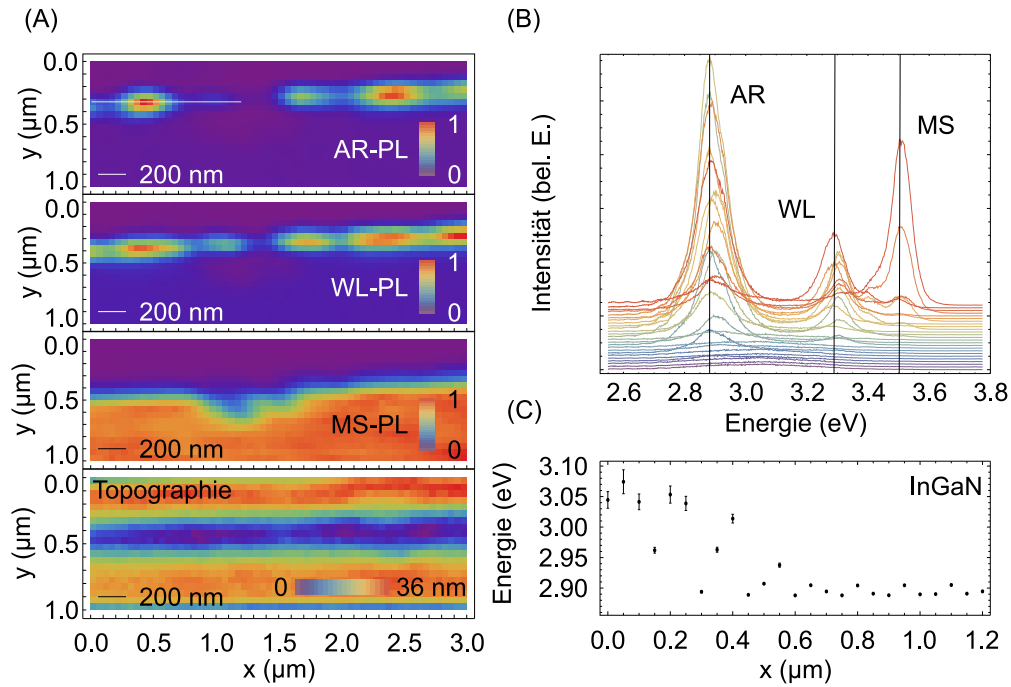 (A)
0.0
y (µm)
0.5
1.0
200 nm
AR-PL
1
0
0.0
y (µm)
0.5
1.0
200 nm
WL-PL
1
0
0.0
y (µm)
0.5
1.0
200 nm
MS-PL
1
0
Topographie
0.0
y (µm)
0.5
1.0
200 nm
0 36 nm
0.0 0.5 1.0 1.5 2.0 2.5 3.0
x (µm)
(B)
Intensität (bel. E.)
AR
WL
MS
2.6 2.8 3.0 3.2 3.4 3.6 3.8
Energie (eV)
(C)
Energie (eV)
3.10
3.05
3.00
2.95
2.90
InGaN
0.0 0.2 0.4 0.6 0.8 1.0 1.2
x (µm)